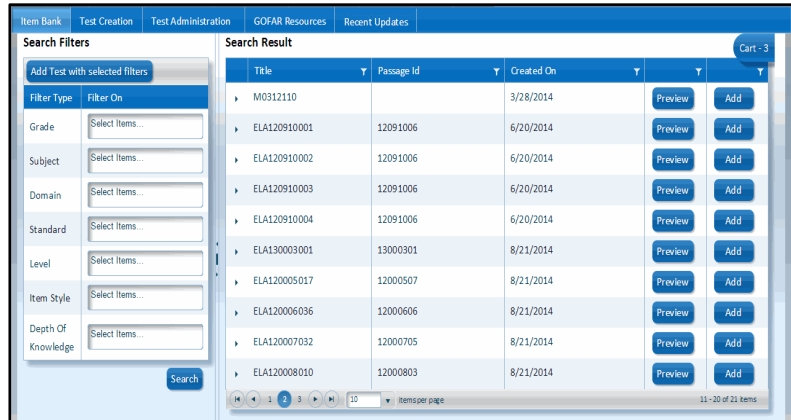 Item Bank Test Creation Test Administration GOFAR Resources Recent Updates
Search Filters
Add Test with selected filters
Filter Type Filter On
Grade Select Items...
Subject Select Items...
Domain Select Items...
Standard Select Items...
Level Select Items...
Item Style Select Items...
Depth Of
Knowledge Select Items...
Search
Search Result
Cart - 3
Title Passage Id Created On
M0312110 3/28/2014 Preview Add
ELA120910001 12091006 6/20/2014 Preview Add
ELA120910002 12091006 6/20/2014 Preview Add
ELA120910003 12091006 6/20/2014 Preview Add
ELA120910004 12091006 6/20/2014 Preview Add
ELA130003001 13000301 8/21/2014 Preview Add
ELA120005017 12000507 8/21/2014 Preview Add
ELA120006036 12000606 8/21/2014 Preview Add
ELA120007032 12000705 8/21/2014 Preview Add
ELA120008010 12000803 8/21/2014 Preview Add
1 2 3 10 items per page 11 - 20 of 21 items